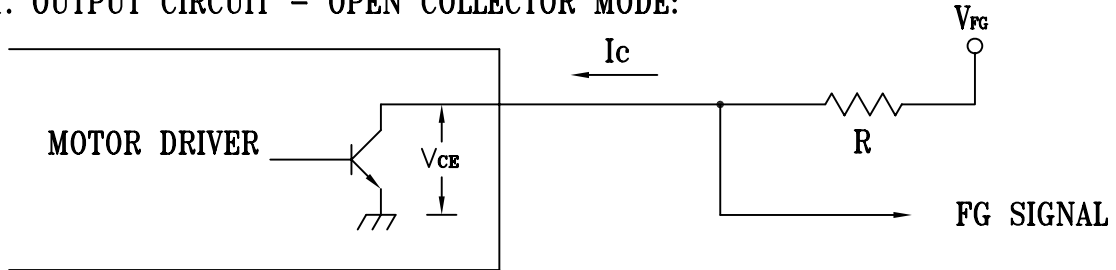 . OUTPUT CIRCUIT - OPEN COLLECTOR MODE:
VFG
Ic
MOTOR DRIVER
VCE
R
FG SIGNAL